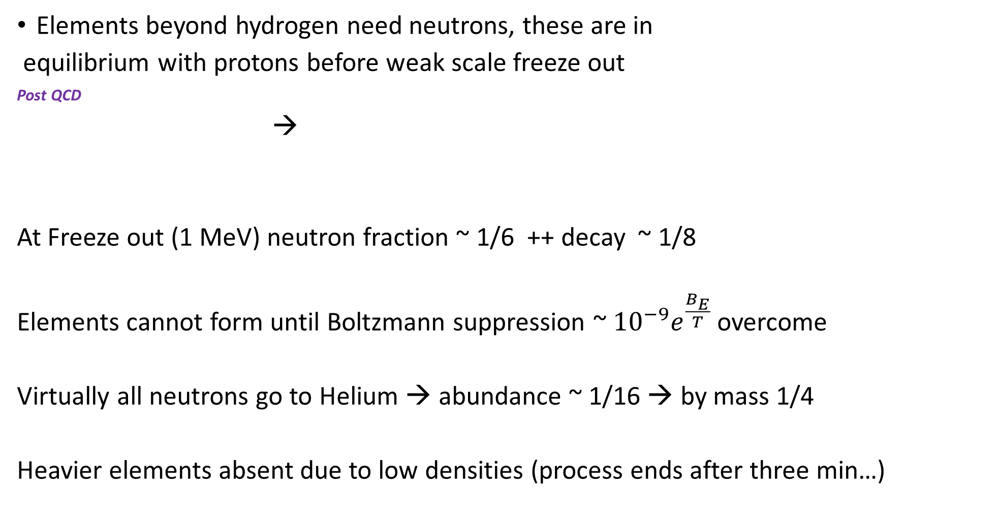 • Elements beyond hydrogen need neutrons, these are in
equilibrium with protons before weak scale freeze out
Post QCD
→
At Freeze out (1 MeV) neutron fraction ~ 1/6 ++ decay ~ 1/8
Elements cannot form until Boltzmann suppression ~ $10^{-9} e^{\frac{B_E}{T}}$ overcome
Virtually all neutrons go to Helium → abundance ~ 1/16 → by mass 1/4
Heavier elements absent due to low densities (process ends after three min…)